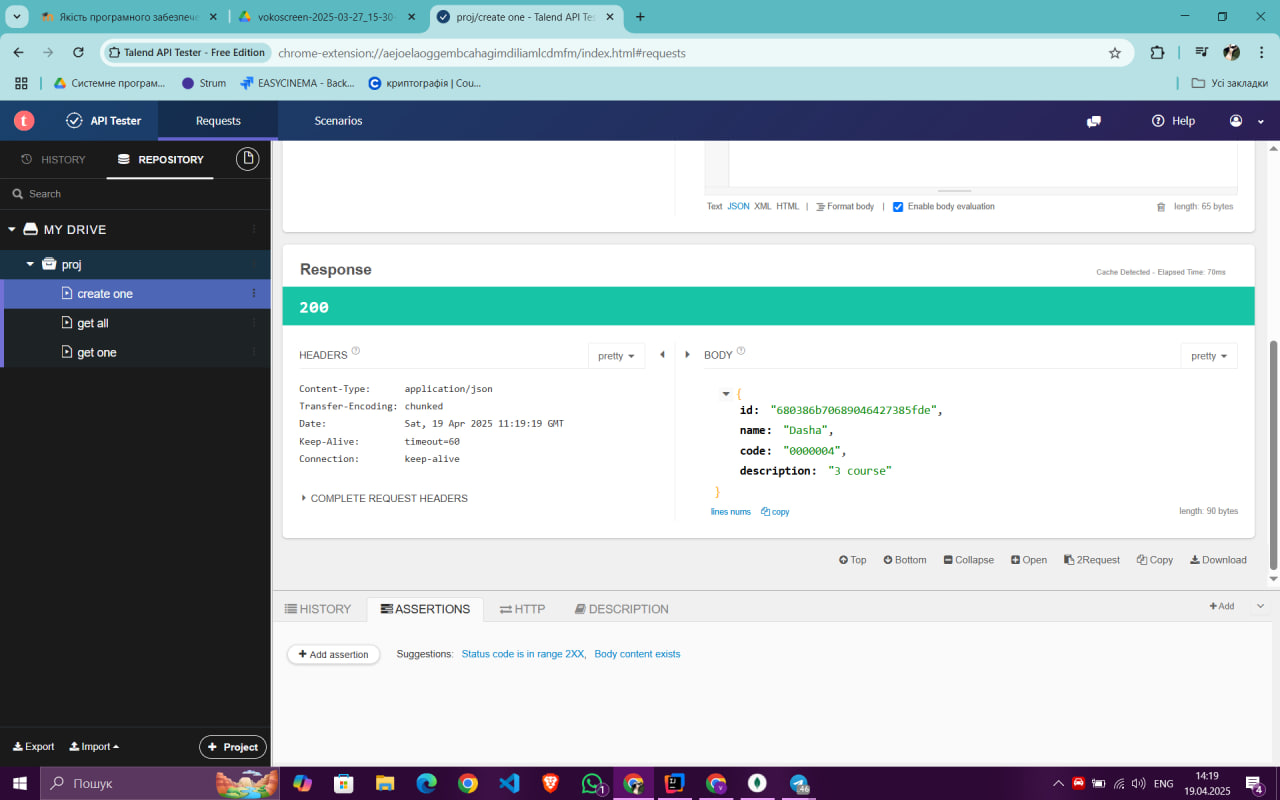 Якість програмного забезпече
vokoscreen-2025-03-27_15-30-
proj/create one - Talend API Tes
Talend API Tester - Free Edition
chrome-extension://aejoelaoggembcahagimdiliamlcdmfm/index.html#requests
Системне програм...
Strum
EASYCINEMA - Back...
криптографія | Cou...
Усі закладки
t
API Tester
Requests
Scenarios
Help
HISTORY
REPOSITORY
Search
MY DRIVE
proj
create one
get all
get one
Text JSON XML HTML | Format body | Enable body evaluation
length: 65 bytes
Response
Cache Detected - Elapsed Time: 70ms
200
HEADERS
pretty
BODY
pretty
Content-Type: application/json
Transfer-Encoding: chunked
Date: Sat, 19 Apr 2025 11:19:19 GMT
Keep-Alive: timeout=60
Connection: keep-alive
COMPLETE REQUEST HEADERS
{
id: "680386b70689046427385fde",
name: "Dasha",
code: "0000004",
description: "3 course"
}
lines nums
copy
length: 90 bytes
Top
Bottom
Collapse
Open
2Request
Copy
Download
HISTORY
ASSERTIONS
HTTP
DESCRIPTION
+ Add
+ Add assertion
Suggestions: Status code is in range 2XX, Body content exists
Export
Import
+ Project
Пошук
1
46
ENG
14:19
19.04.2025
4